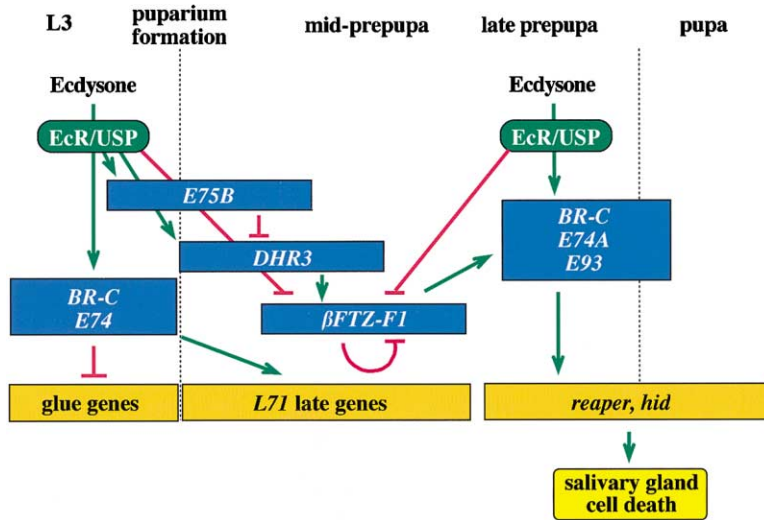 L3
puparium
formation
mid-prepupa
late prepupa
pupa
Ecdysone
Ecdysone
EcR/USP
EcR/USP
E75B
DHR3
BR-C
E74A
E93
BR-C
E74
βFTZ-F1
glue genes
L71 late genes
reaper, hid
salivary gland
cell death